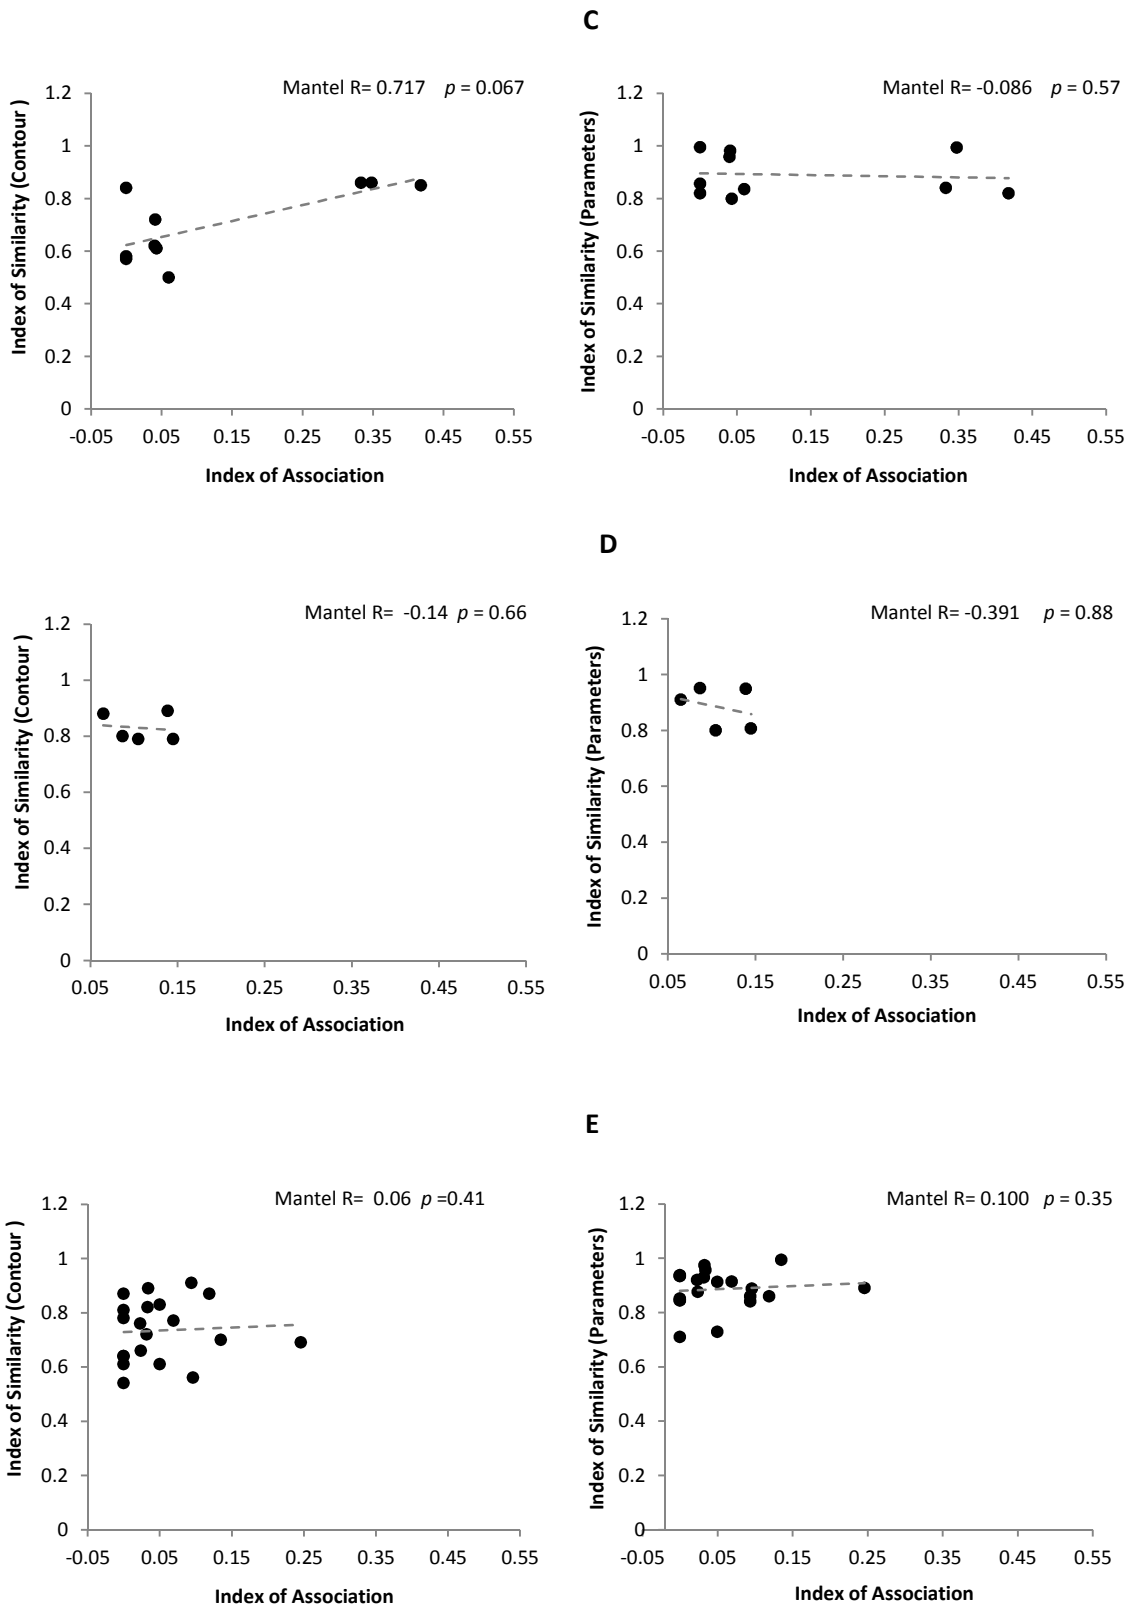 C
Mantel R= 0.717 p = 0.067
1.2
1
0.8
0.6
0.4
0.2
0
Index of Similarity (Contour )
-0.05 0.05 0.15 0.25 0.35 0.45 0.55
Index of Association
Mantel R= -0.086 p = 0.57
1.2
1
0.8
0.6
0.4
0.2
0
Index of Similarity (Parameters)
-0.05 0.05 0.15 0.25 0.35 0.45 0.55
Index of Association
D
Mantel R= -0.14 p = 0.66
1.2
1
0.8
0.6
0.4
0.2
0
Index of Similarity (Contour )
0.05 0.15 0.25 0.35 0.45 0.55
Index of Association
Mantel R= -0.391 p = 0.88
1.2
1
0.8
0.6
0.4
0.2
0
Index of Similarity (Parameters)
0.05 0.15 0.25 0.35 0.45 0.55
Index of Association
E
Mantel R= 0.06 p =0.41
1.2
1
0.8
0.6
0.4
0.2
0
Index of Similarity (Contour )
-0.05 0.05 0.15 0.25 0.35 0.45 0.55
Index of Association
Mantel R= 0.100 p = 0.35
1.2
1
0.8
0.6
0.4
0.2
0
Index of Similarity (Parameters)
-0.05 0.05 0.15 0.25 0.35 0.45 0.55
Index of Association